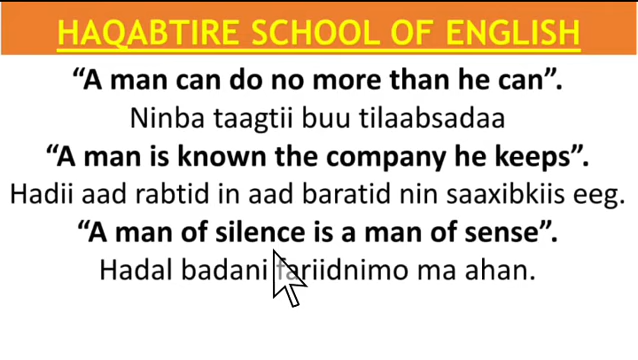 HAQABTIRE SCHOOL OF ENGLISH
“A man can do no more than he can”.
Ninba taagtii buu tilaabsadaa
“A man is known the company he keeps”.
Hadii aad rabtid in aad baratid nin saaxibkiis eeg.
“A man of silence is a man of sense”.
Hadal badani fariidnimo ma ahan.